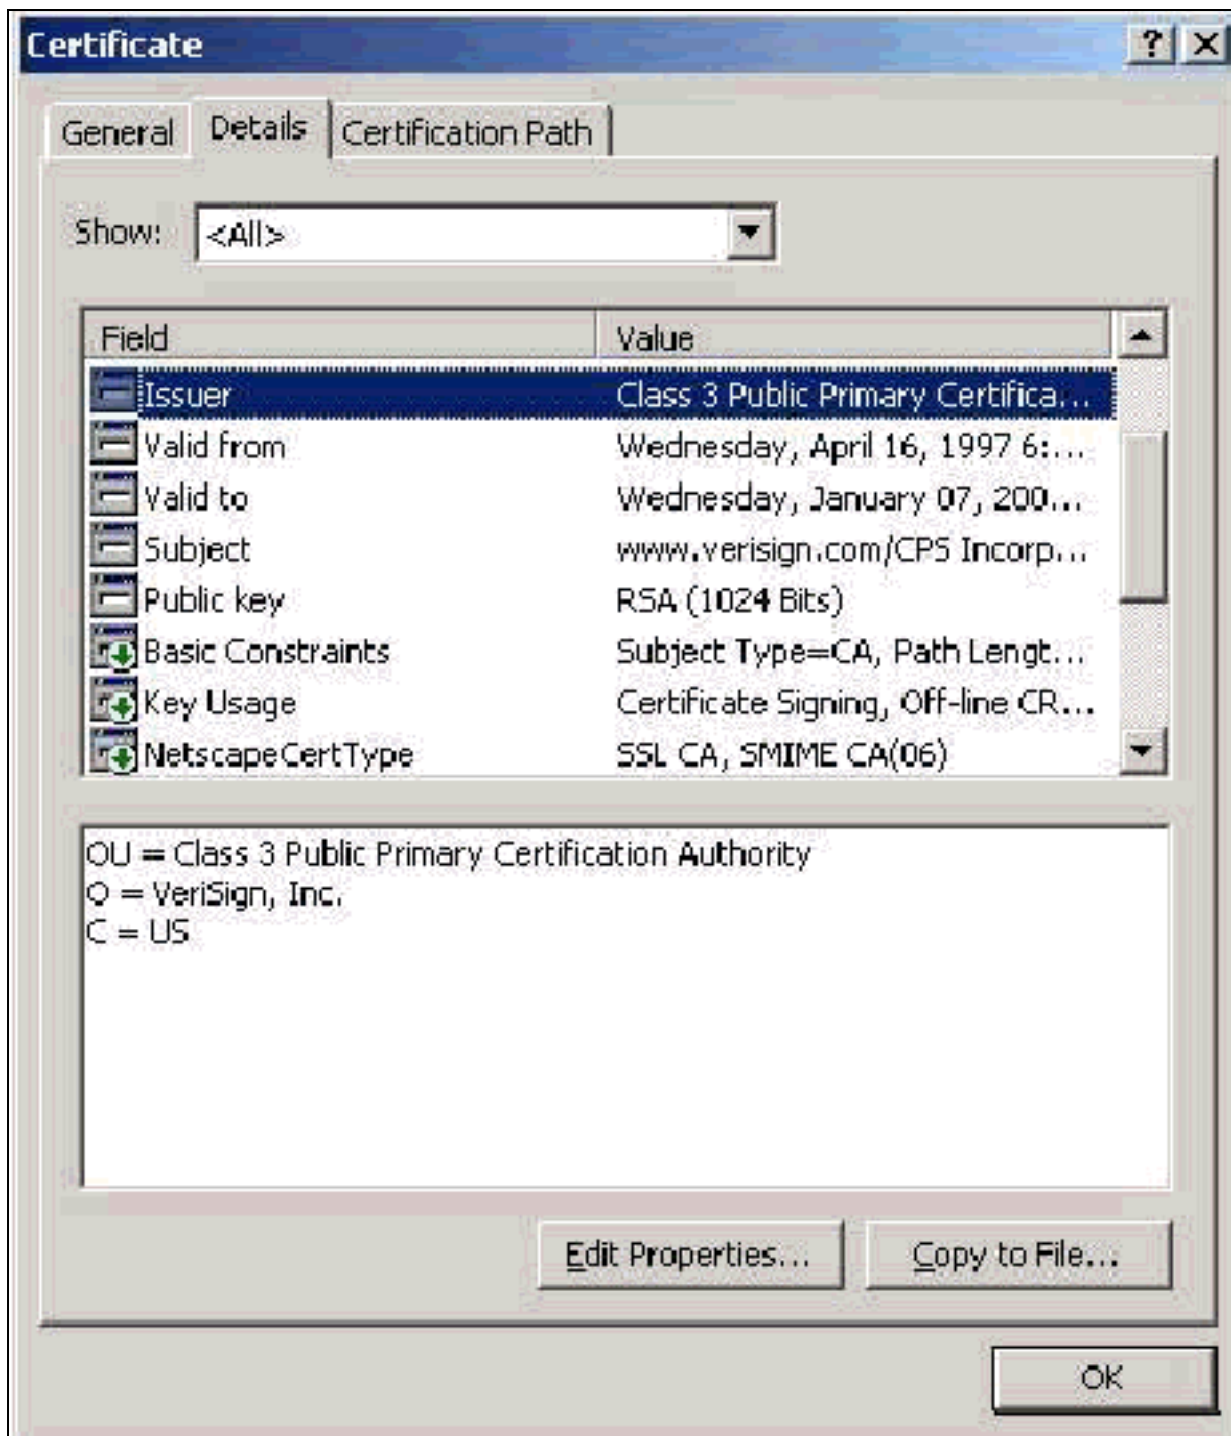 Certificate
General Details Certification Path
Show: <All>
Field Value
Issuer Class 3 Public Primary Certifica...
Valid from Wednesday, April 16, 1997 6:...
Valid to Wednesday, January 07, 200...
Subject www.verisign.com/CPS Incorp...
Public key RSA (1024 Bits)
Basic Constraints Subject Type=CA, Path Lengt...
Key Usage Certificate Signing, Off-line CR...
NetscapeCertType SSL CA, SMIME CA(06)
OU = Class 3 Public Primary Certification Authority
O = VeriSign, Inc.
C = US
Edit Properties... Copy to File...
OK